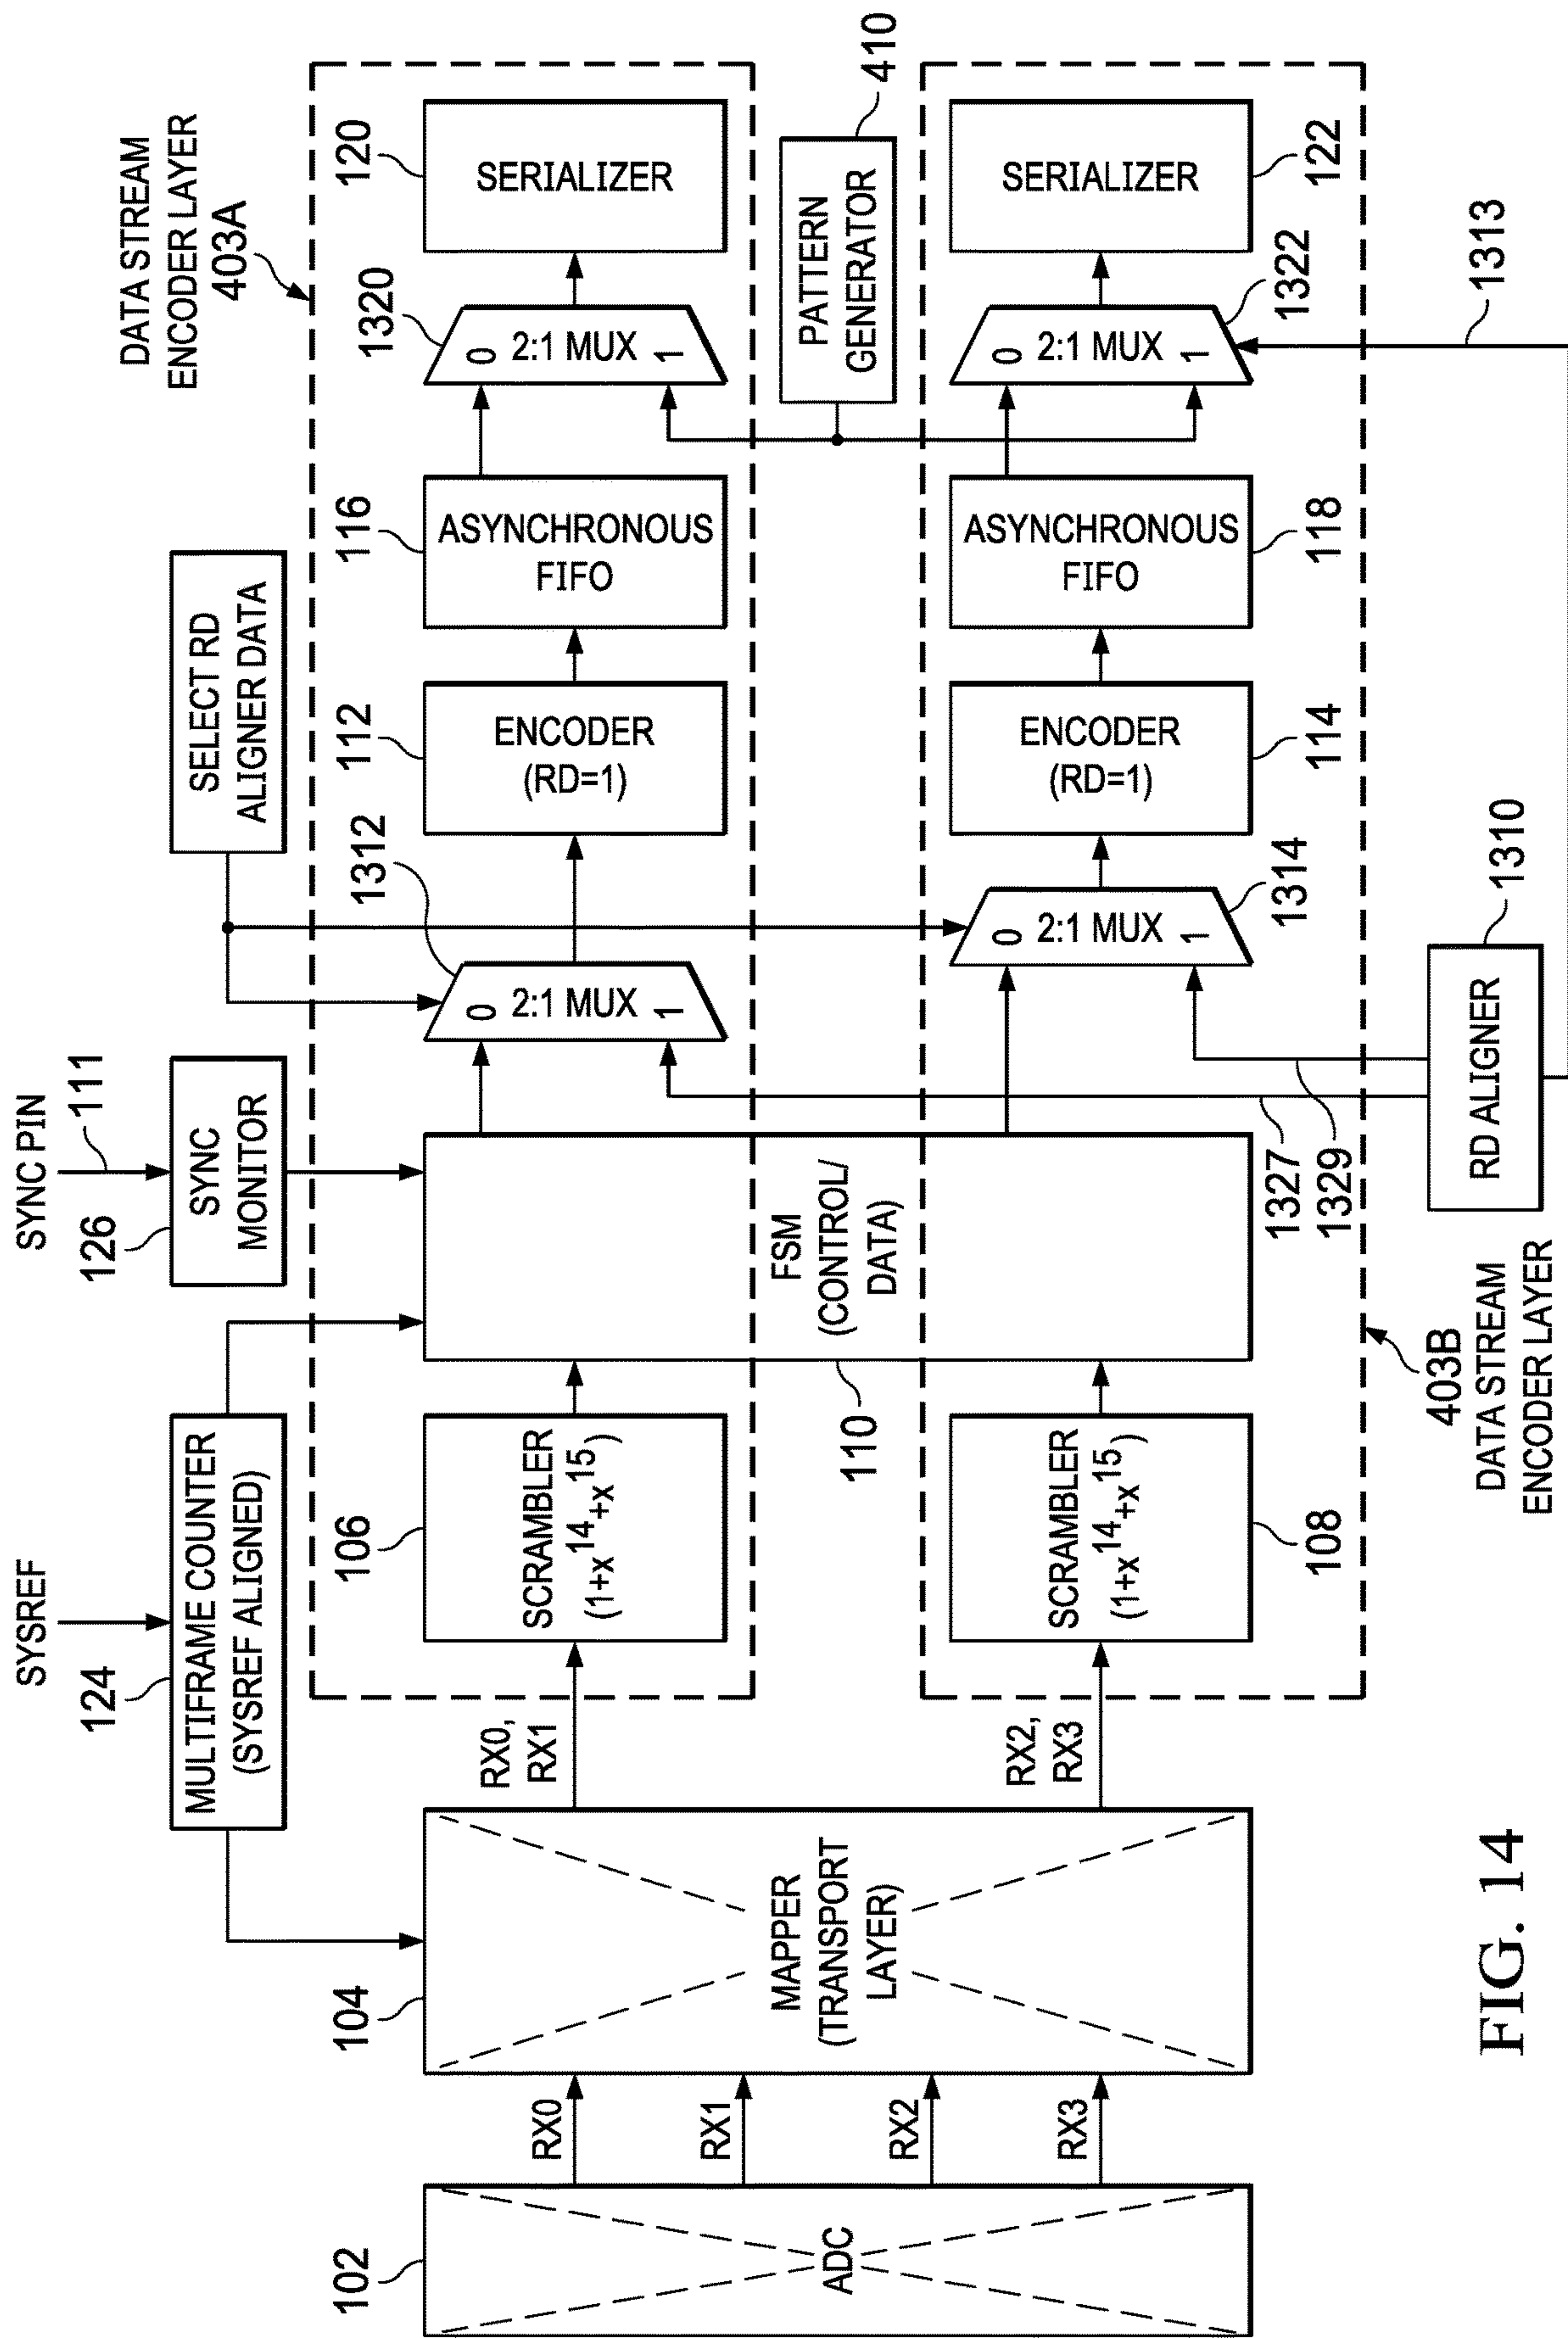 SYSREF
SYNC PIN
111
124
MULTIFRAME COUNTER
(SYSREF ALIGNED)
126
SYNC
MONITOR
SELECT RD
ALIGNER DATA
DATA STREAM
ENCODER LAYER
403A
102
ADC
RX0
RX1
RX2
RX3
104
MAPPER
(TRANSPORT
LAYER)
RX0,
RX1
RX2,
RX3
106
SCRAMBLER
(1+x14+x15)
108
SCRAMBLER
(1+x14+x15)
110
FSM
(CONTROL/
DATA)
1312
0
2:1 MUX
1
112
ENCODER
(RD=1)
116
ASYNCHRONOUS
FIFO
1320
0
2:1 MUX
1
120
SERIALIZER
PATTERN
GENERATOR
410
1314
0
2:1 MUX
1
114
ENCODER
(RD=1)
118
ASYNCHRONOUS
FIFO
1322
0
2:1 MUX
1
122
SERIALIZER
1327
1329
RD ALIGNER
1310
1313
403B
DATA STREAM
ENCODER LAYER
FIG. 14